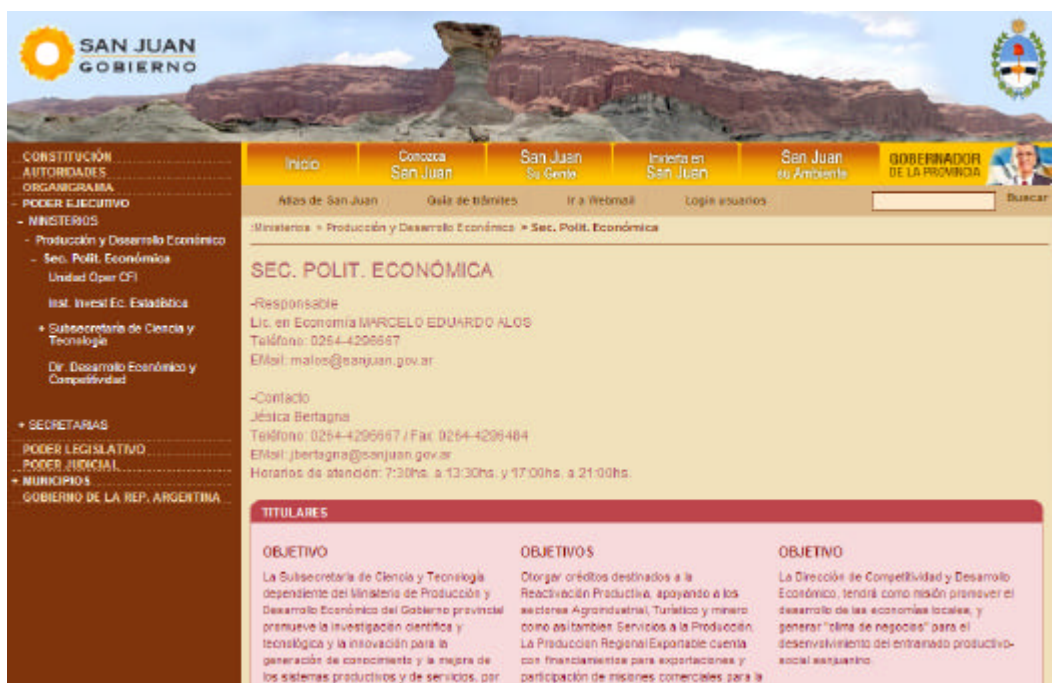 SAN JUAN
GOBIERNO
CONSTITUCIÓN
AUTORIDADES
ORGANIGRAMA
- PODER EJECUTIVO
- MINISTERIOS
- Producción y Desarrollo Económico
- Sec. Polit. Económica
Unidad Oper CFI
Inst. Invest Ec. Estadística
+ Subsecretaría de Ciencia y
Tecnología
Dir. Desarrollo Económico y
Competitividad
+ SECRETARIAS
PODER LEGISLATIVO
PODER JUDICIAL
+ MUNICIPIOS
GOBIERNO DE LA REP. ARGENTINA
Inicio
Conozca
San Juan
San Juan
Su Gente
Invierta en
San Juan
San Juan
su Ambiente
GOBERNADOR
DE LA PROVINCIA
Atlas de San Juan
Guía de trámites
Ir a Webmail
Login usuarios
Buscar
:Ministerios > Producción y Desarrollo Económico > Sec. Polit. Económica
SEC. POLIT. ECONÓMICA
-Responsable
Lic. en Economía MARCELO EDUARDO ALOS
Teléfono: 0264-4296667
EMail: malos@sanjuan.gov.ar
-Contacto
Jésica Bertagna
Teléfono: 0264-4296667 / Fax: 0264-4296484
EMail: jbertagna@sanjuan.gov.ar
Horarios de atención: 7:30hs. a 13:30hs. y 17:00hs. a 21:00hs.
TITULARES
OBJETIVO
La Subsecretaría de Ciencia y Tecnología
dependiente del Ministerio de Producción y
Desarrollo Económico del Gobierno provincial
promueve la investigación científica y
tecnológica y la innovación para la
generación de conocimiento y la mejora de
los sistemas productivos y de servicios, por
OBJETIVOS
Otorgar créditos destinados a la
Reactivación Productiva, apoyando a los
sectores Agroindustrial, Turístico y minero
como asi tambien Servicios a la Producción.
La Produccion Regional Exportable cuenta
con financiamientos para exportaciones y
participación de misiones comerciales para la
OBJETIVO
La Dirección de Competitividad y Desarrollo
Económico, tendrá como misión promover el
desarrollo de las economías locales, y
generar "clima de negocios" para el
desenvolvimiento del entramado productivo-
social sanjuanino.